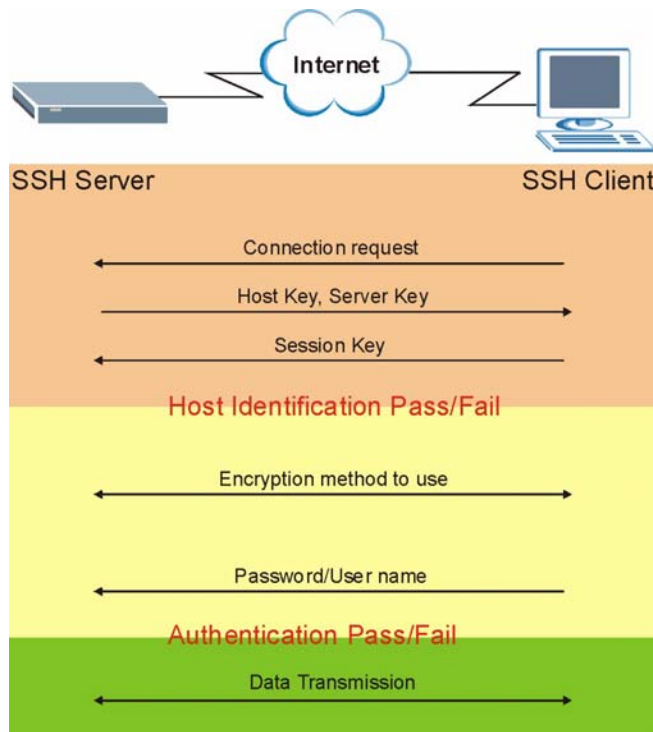 Internet
SSH Server
SSH Client
Connection request
Host Key, Server Key
Session Key
Host Identification Pass/Fail
Encryption method to use
Password/User name
Authentication Pass/Fail
Data Transmission